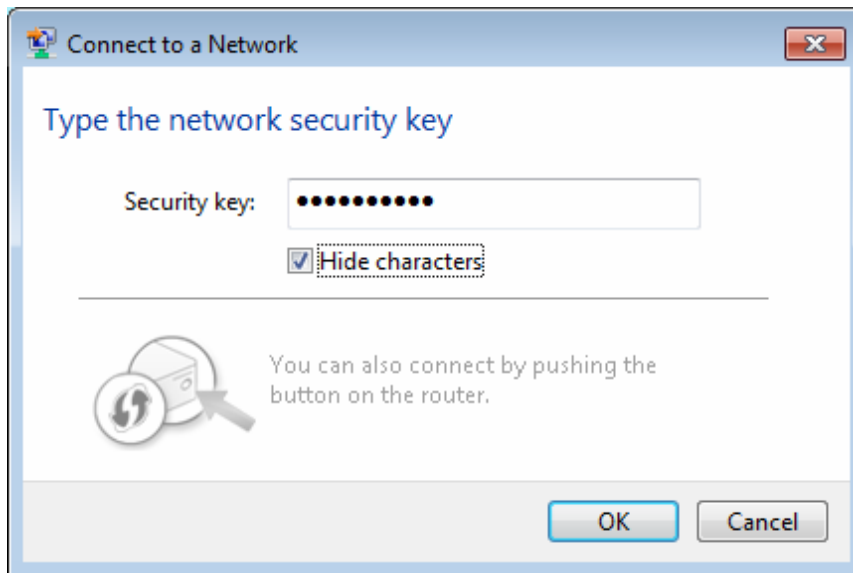 Connect to a Network
Type the network security key
Security key: ••••••••••
Hide characters
You can also connect by pushing the
button on the router.
OK Cancel